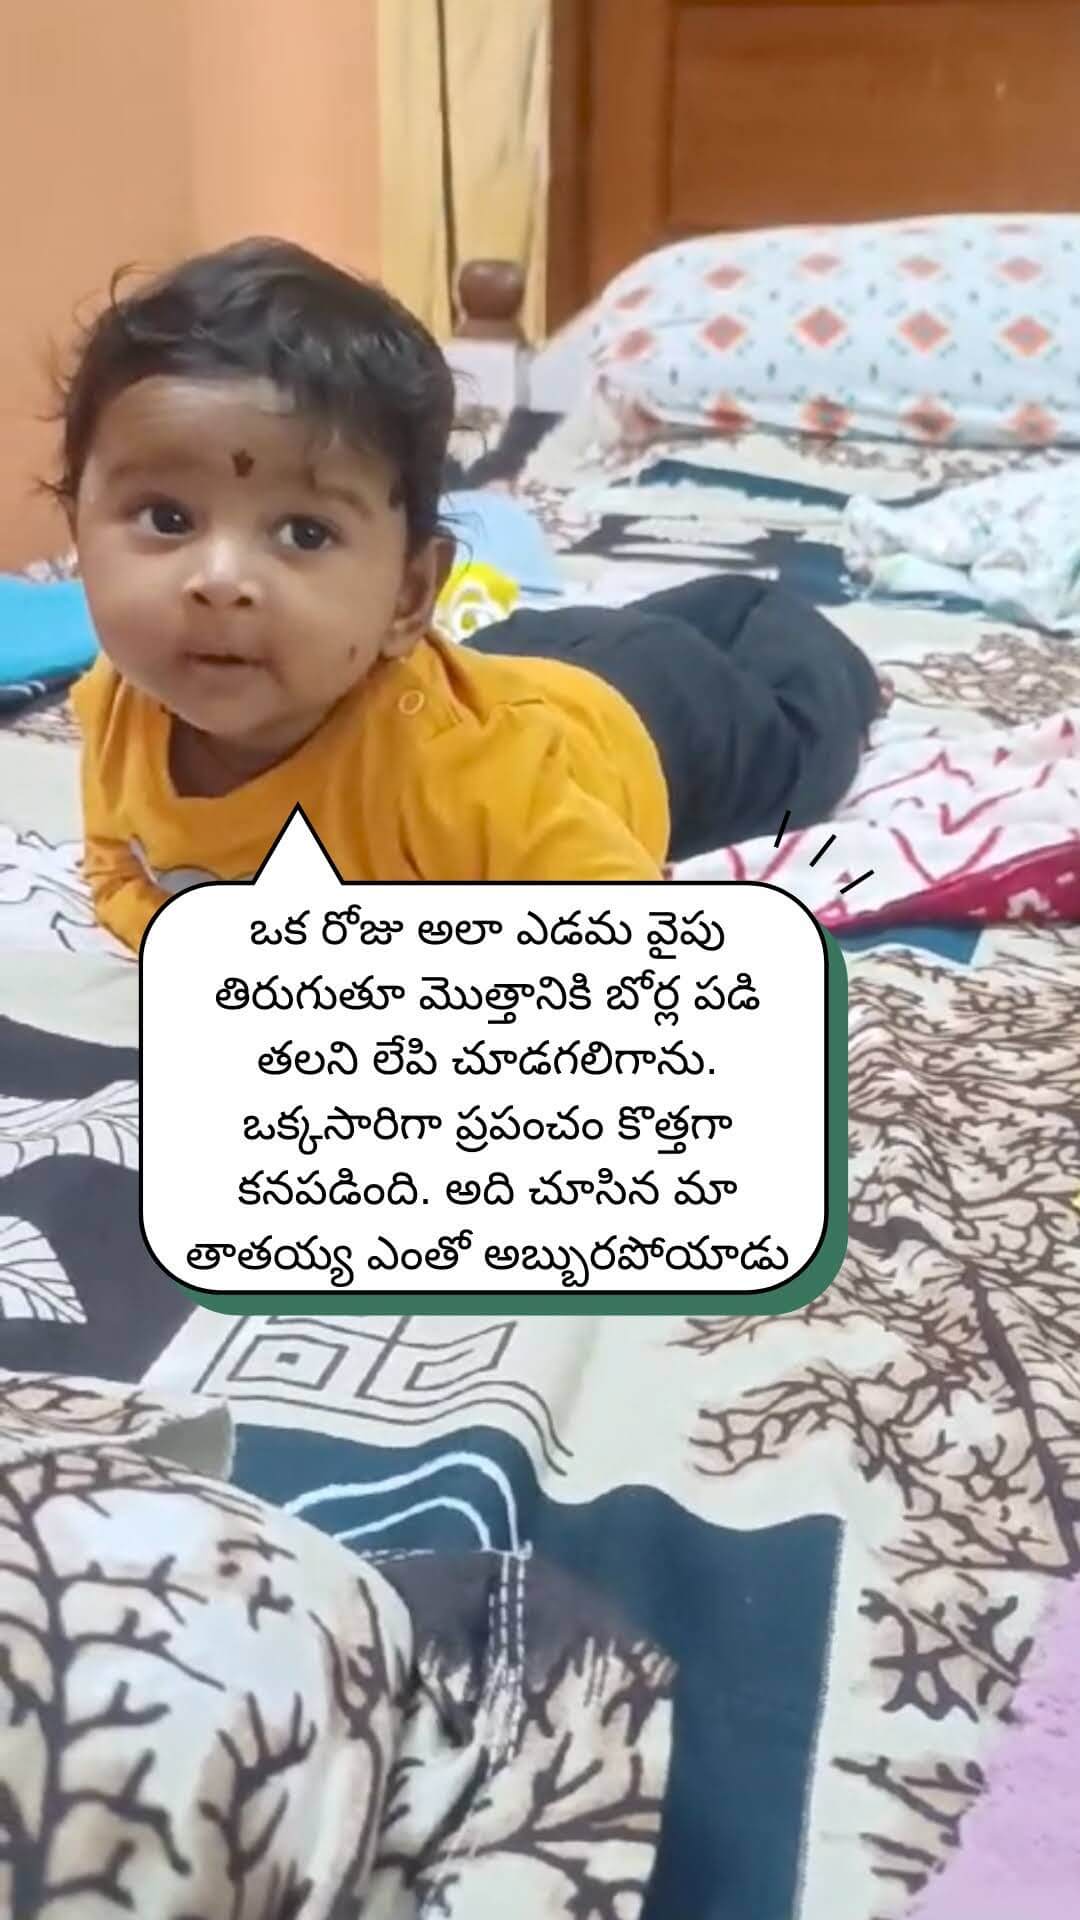 ఒక రోజు అలా ఎడమ వైపు
తిరుగుతూ మొత్తానికి బోర్ల పడి
తలని లేపి చూడగలిగాను.
ఒక్కసారిగా ప్రపంచం కొత్తగా
కనపడింది. అది చూసిన మా
తాతయ్య ఎంతో అబ్బురపోయాడు